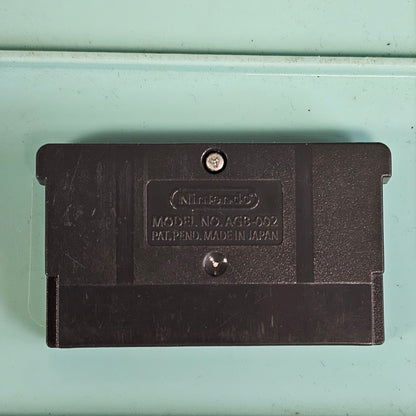 Nintendo
MODEL NO. AGB-002
PAT. PEND. MADE IN JAPAN